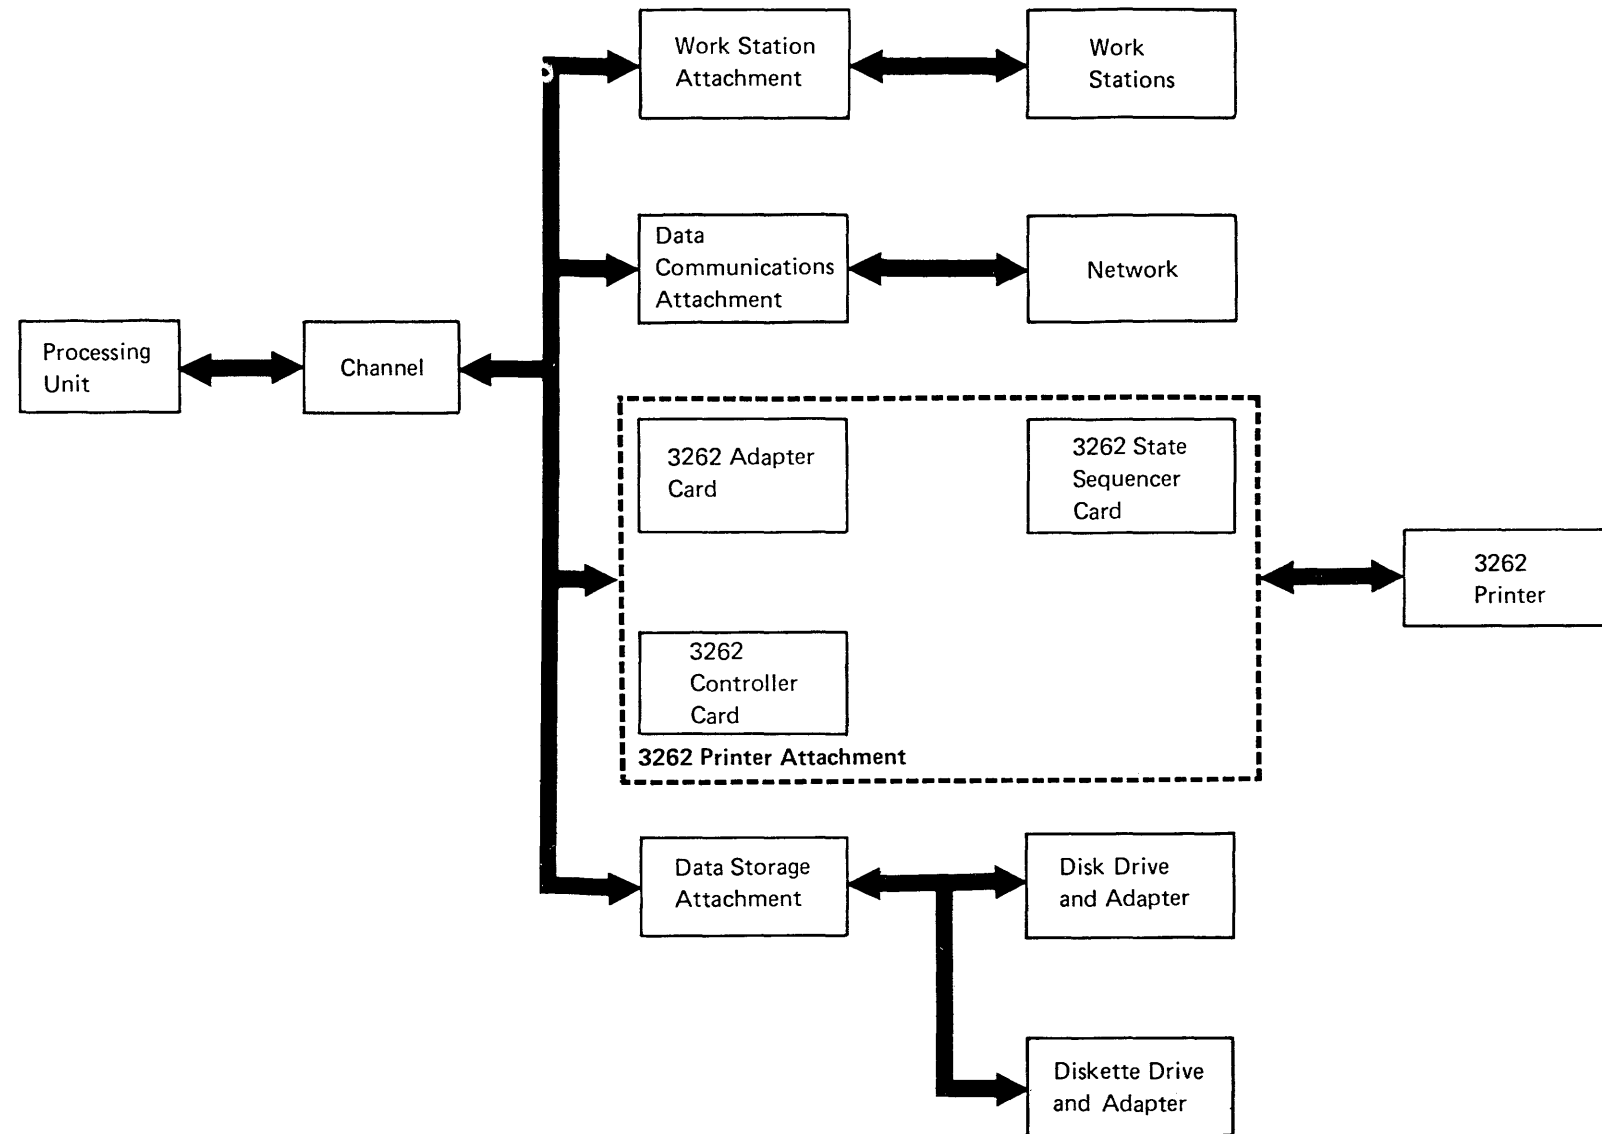 Work Station
Attachment
Work
Stations
Data
Communications
Attachment
Network
Processing
Unit
Channel
3262 Adapter
Card
3262 State
Sequencer
Card
3262
Printer
3262
Controller
Card
3262 Printer Attachment
Data Storage
Attachment
Disk Drive
and Adapter
Diskette Drive
and Adapter